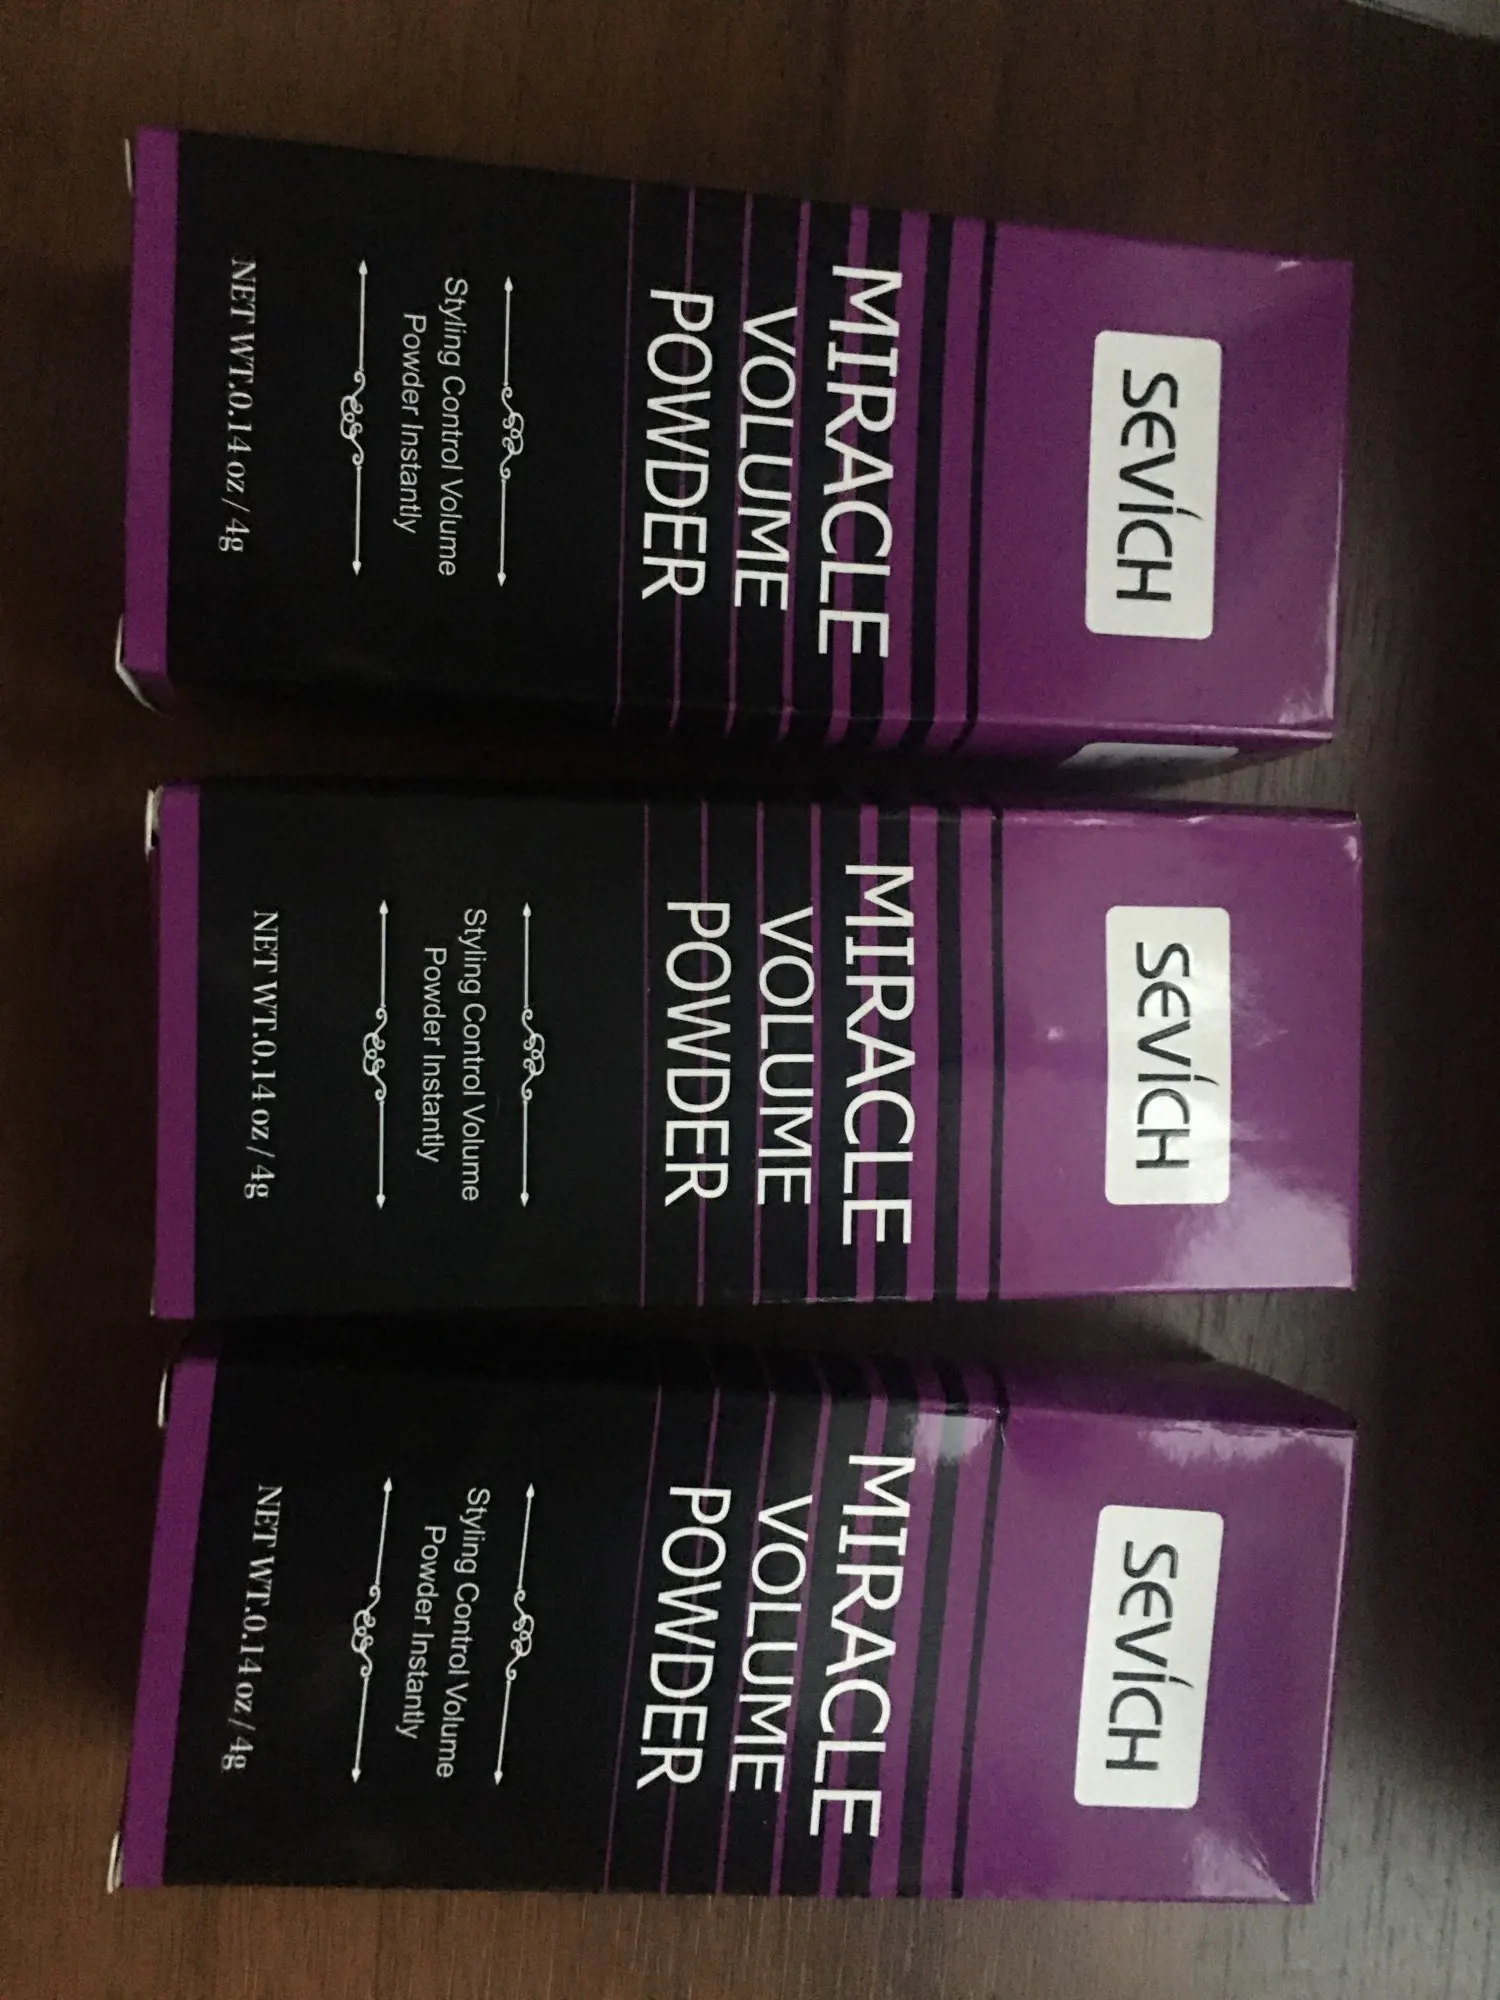 SEVICH
MIRACLE
VOLUME
POWDER
Styling Control Volume
Powder Instantly
NET WT.0.14 oz / 4g
SEVICH
MIRACLE
VOLUME
POWDER
Styling Control Volume
Powder Instantly
NET WT.0.14 oz / 4g
SEVICH
MIRACLE
VOLUME
POWDER
Styling Control Volume
Powder Instantly
NET WT.0.14 oz / 4g